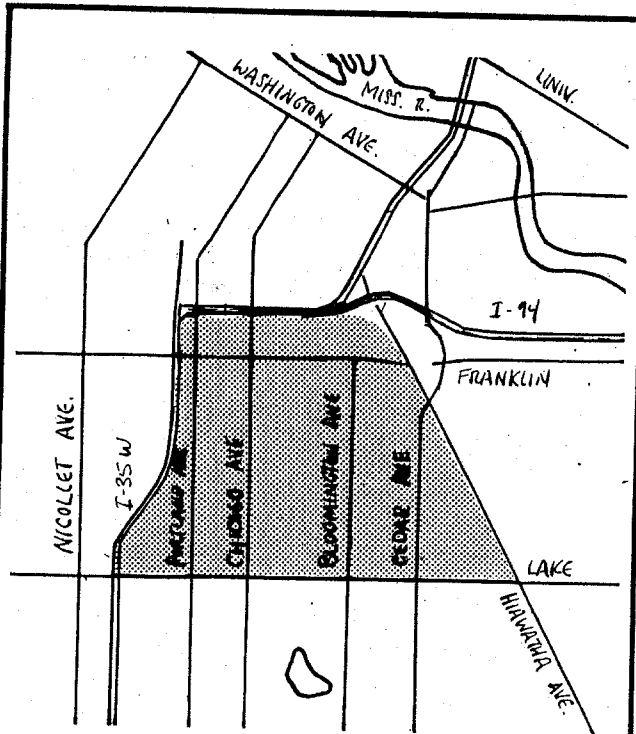 WASHINGTON AVE.
MISS. R.
UNIV.
I-94
FRANKLIN
NICOLLET AVE.
I-35W
PORTLAND AVE
CHICAGO AVE
BLOOMINGTON AVE
CEDAR AVE
LAKE
HIAWATHA AVE.